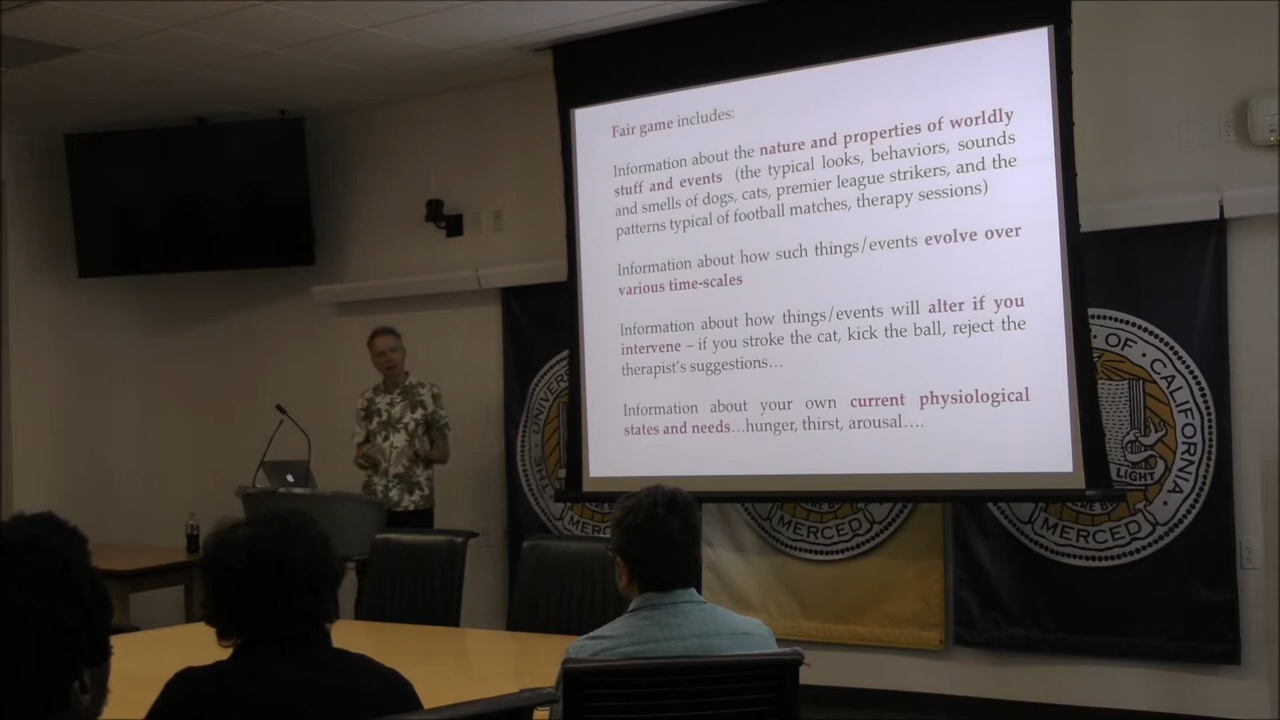 Fair game includes:
Information about the nature and properties of worldly
stuff and events (the typical looks, behaviors, sounds
and smells of dogs, cats, premier league strikers, and the
patterns typical of football matches, therapy sessions)
Information about how such things/events evolve over
various time-scales
Information about how things/events will alter if you
intervene – if you stroke the cat, kick the ball, reject the
therapist's suggestions…
Information about your own current physiological
states and needs…hunger, thirst, arousal….
THE · UNIVER
MERC
MERCED
OF · CALIFORNIA
LIGHT
MERCED